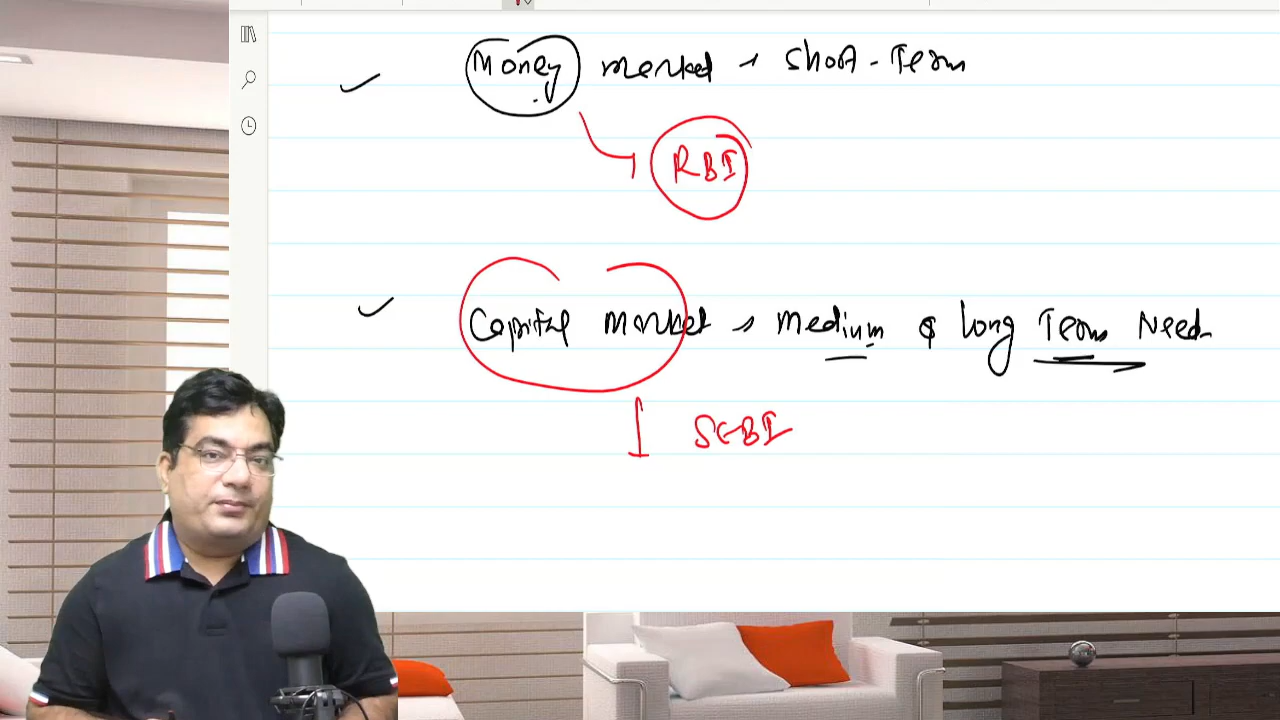 Money market → Short-Term
RBI
Capital market → Medium & long Term Need
SEBI